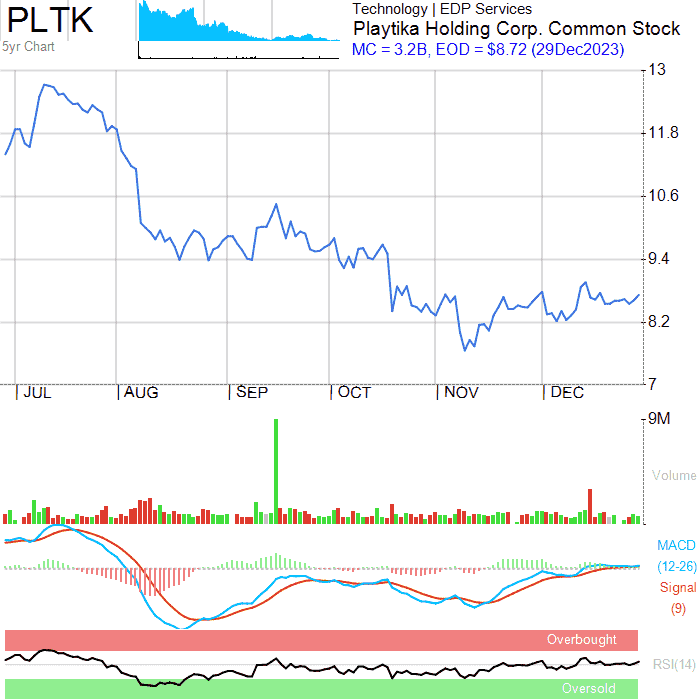 PLTK
5yr Chart
Technology | EDP Services
Playtika Holding Corp. Common Stock
MC = 3.2B, EOD = $8.72 (29Dec2023)
13
11.8
10.6
9.4
8.2
7
|JUL |AUG |SEP |OCT |NOV |DEC
9M
Volume
MACD
(12-26)
Signal
(9)
Overbought
RSI(14)
Oversold